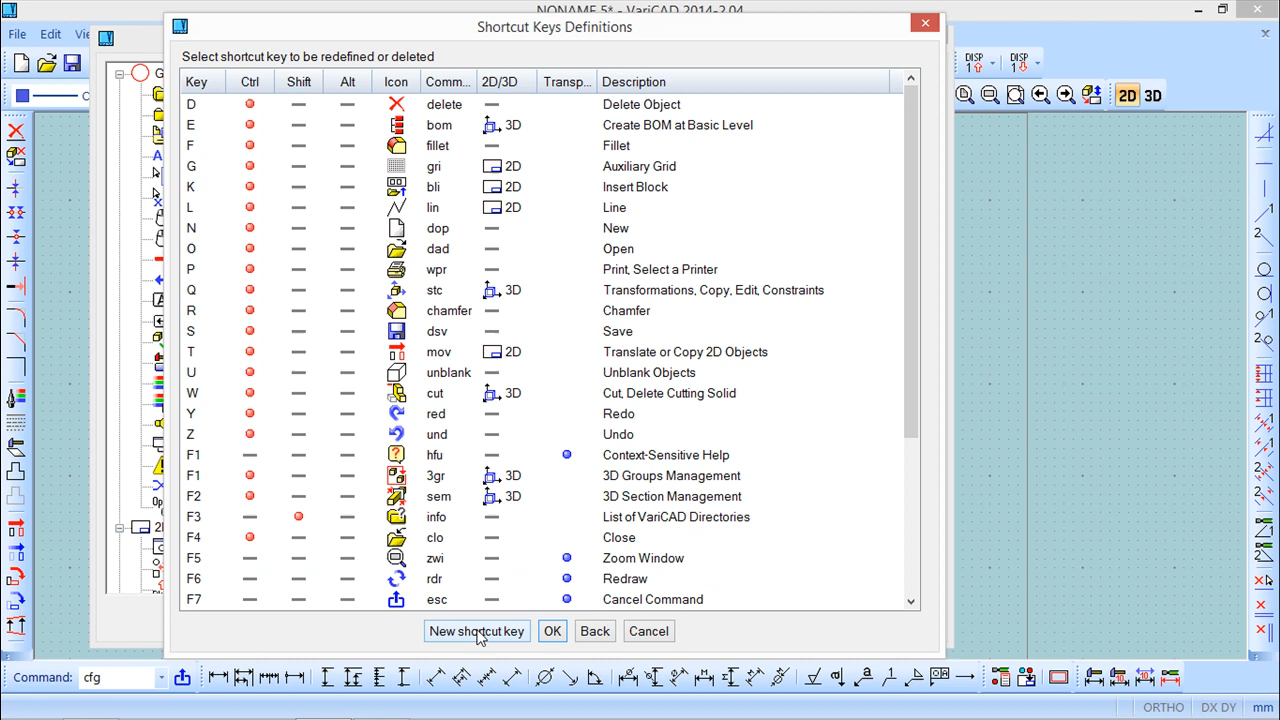 NONAME 5* - VariCAD 2014-2.04
File Edit Vi
Shortcut Keys Definitions
Select shortcut key to be redefined or deleted
Key Ctrl Shift Alt Icon Comm... 2D/3D Transp... Description
D delete Delete Object
E bom 3D Create BOM at Basic Level
F fillet Fillet
G gri 2D Auxiliary Grid
K bli 2D Insert Block
L lin 2D Line
N dop New
O dad Open
P wpr Print, Select a Printer
Q stc 3D Transformations, Copy, Edit, Constraints
R chamfer Chamfer
S dsv Save
T mov 2D Translate or Copy 2D Objects
U unblank Unblank Objects
W cut 3D Cut, Delete Cutting Solid
Y red Redo
Z und Undo
F1 hfu Context-Sensitive Help
F1 3gr 3D 3D Groups Management
F2 sem 3D 3D Section Management
F3 info List of VariCAD Directories
F4 clo Close
F5 zwi Zoom Window
F6 rdr Redraw
F7 esc Cancel Command
New shortcut key OK Back Cancel
DISP 1 DISP 1
2D 3D
Command: cfg
ORTHO DX DY mm